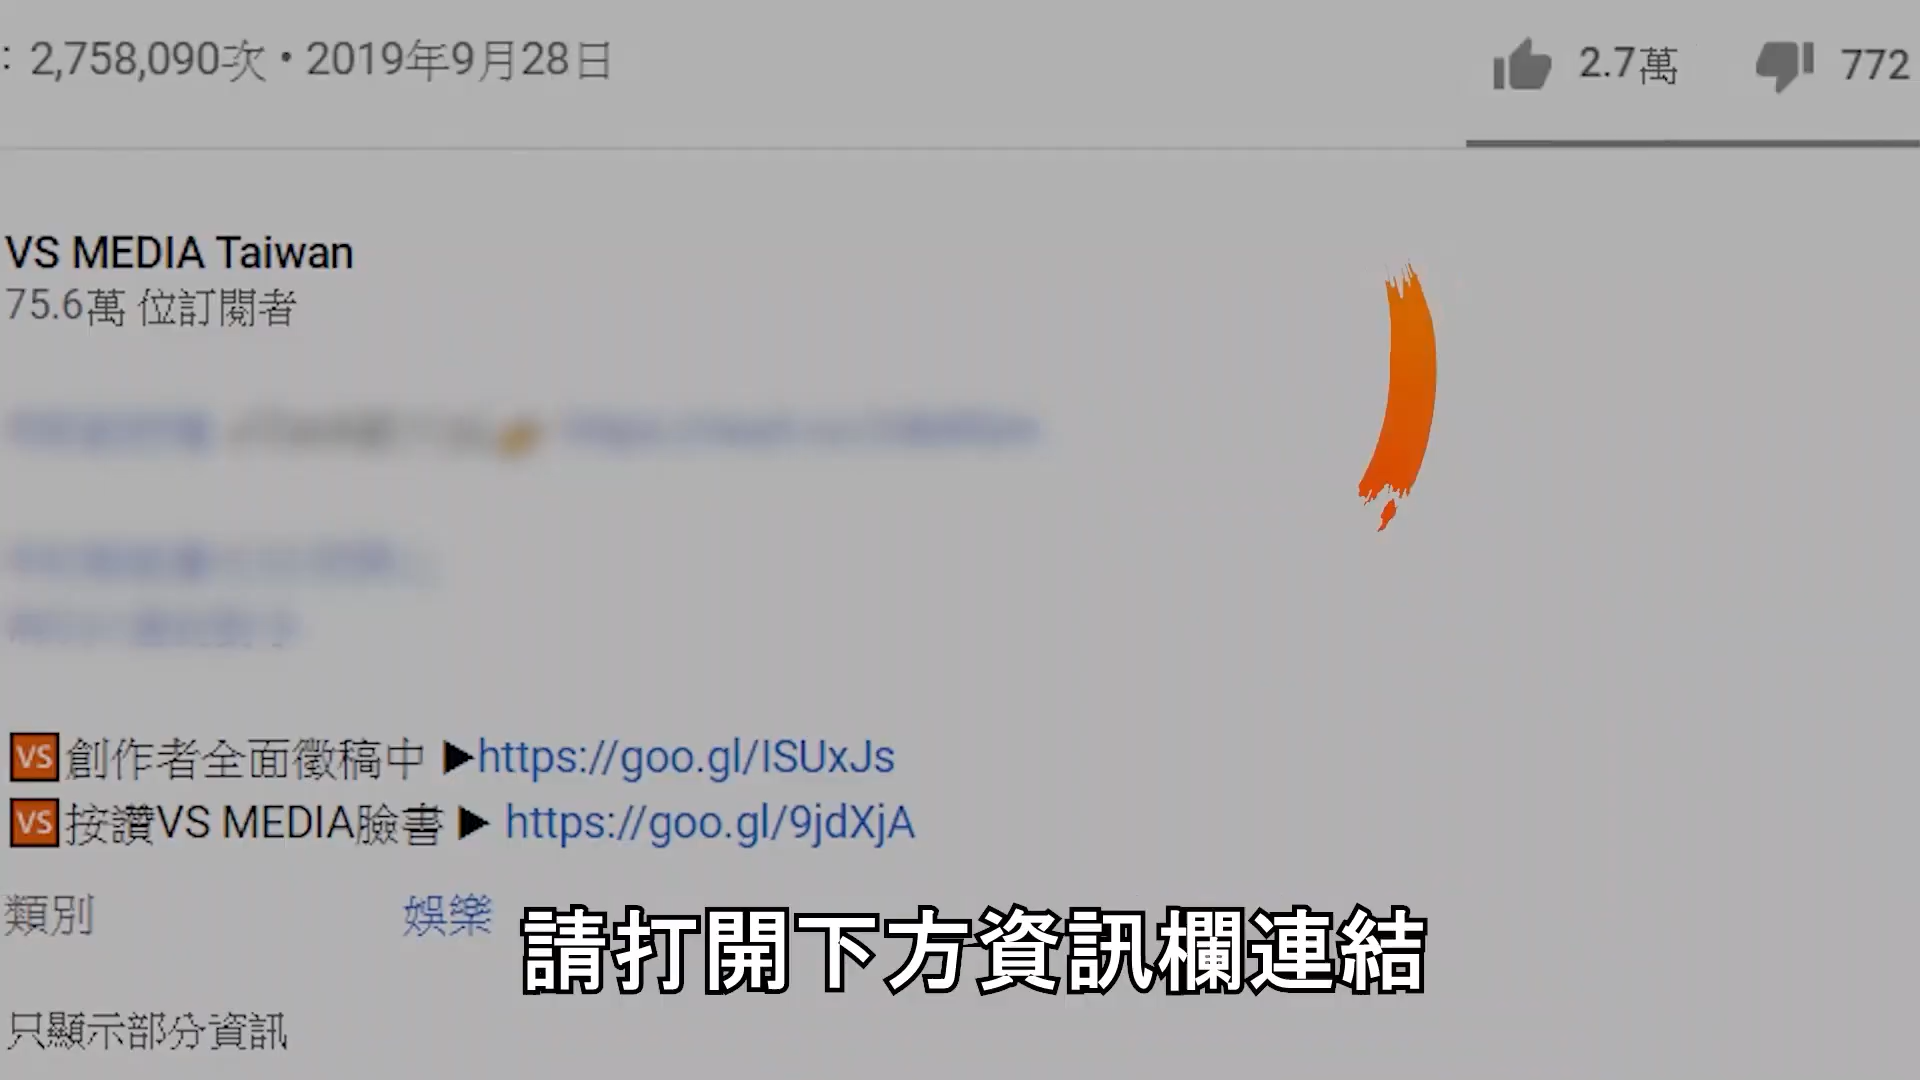 : 2,758,090次 • 2019年9月28日
2.7萬 772
VS MEDIA Taiwan
75.6萬 位訂閱者
VS 創作者全面徵稿中 ▶https://goo.gl/ISUxJs
VS 按讚VS MEDIA臉書 ▶ https://goo.gl/9jdXjA
類別 娛樂
請打開下方資訊欄連結
只顯示部分資訊